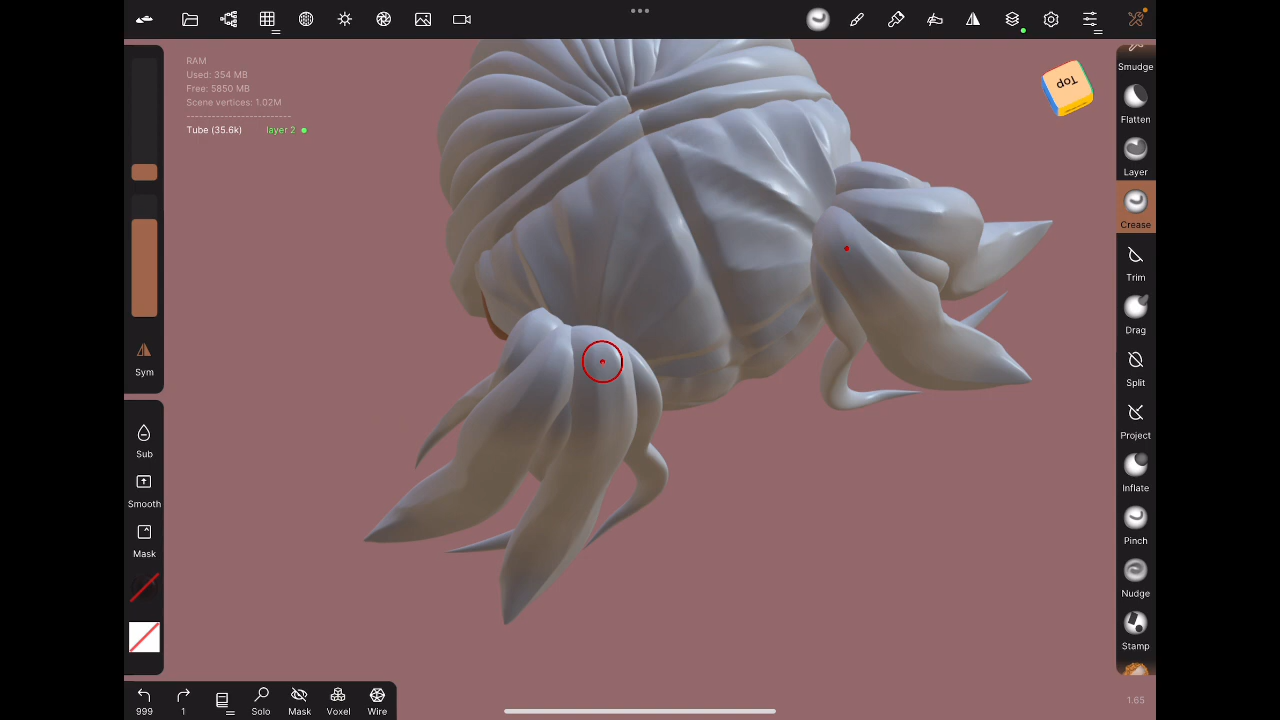 RAM
Used: 354 MB
Free: 5850 MB
Scene vertices: 1.02M
Tube (35.6k) layer 2
Top
Smudge
Flatten
Layer
Crease
Trim
Drag
Split
Project
Inflate
Pinch
Nudge
Stamp
Sym
Sub
Smooth
Mask
999
1
Solo
Mask
Voxel
Wire
1.65